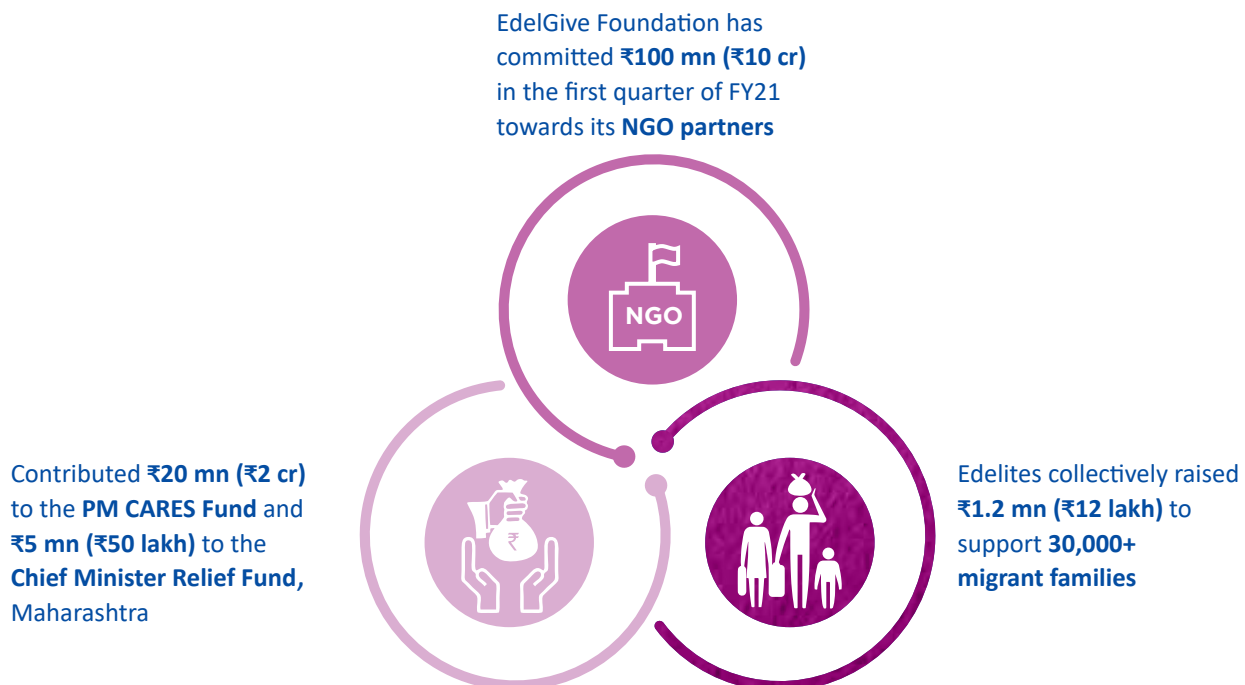 EdelGive Foundation has
committed ₹100 mn (₹10 cr)
in the first quarter of FY21
towards its NGO partners
NGO
Contributed ₹20 mn (₹2 cr)
to the PM CARES Fund and
₹5 mn (₹50 lakh) to the
Chief Minister Relief Fund,
Maharashtra
₹
Edelites collectively raised
₹1.2 mn (₹12 lakh) to
support 30,000+
migrant families